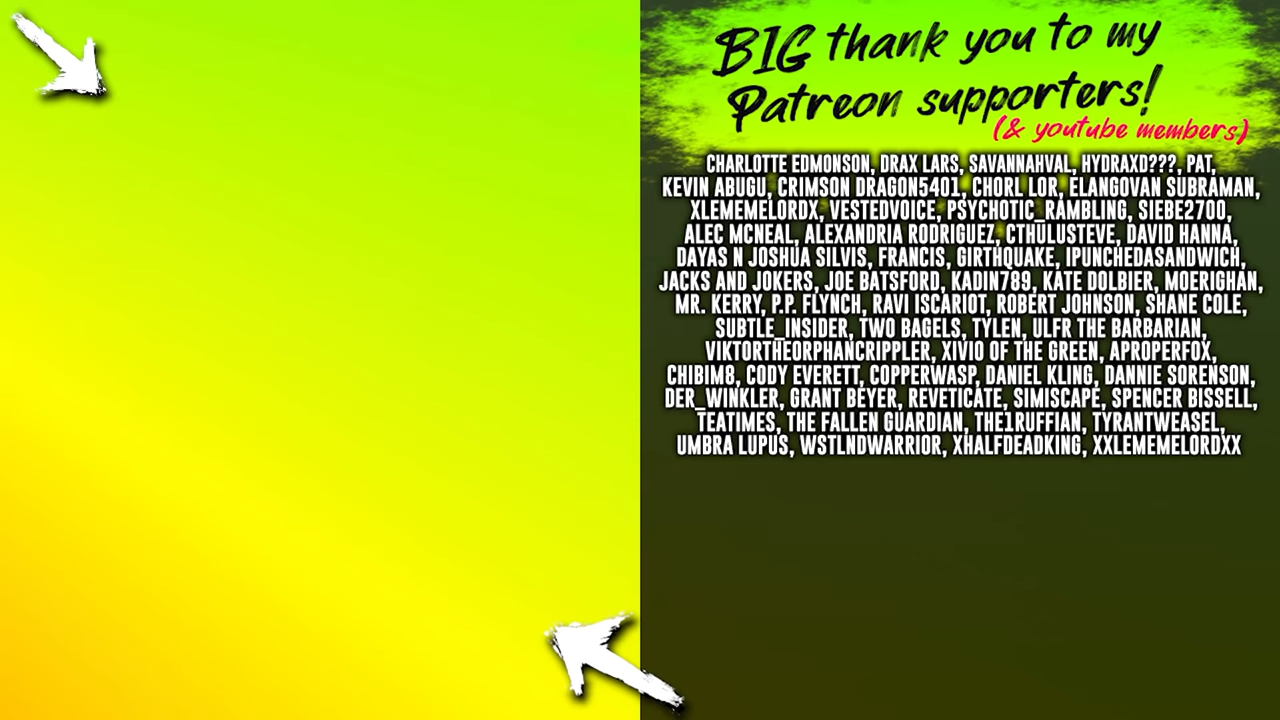 BIG thank you to my
Patreon supporters!
(& youtube members)
CHARLOTTE EDMONSON, DRAX LARS, SAVANNAHVAL, HYDRAXD???, PAT,
KEVIN ABUGU, CRIMSON DRAGON5401, CHORL LOR, ELANGOVAN SUBRAMAN,
XLEMEMELORDX, VESTEDVOICE, PSYCHOTIC_RAMBLING, SIEBE2700,
ALEC MCNEAL, ALEXANDRIA RODRIGUEZ, CTHULUSTEVE, DAVID HANNA,
DAYAS N JOSHUA SILVIS, FRANCIS, GIRTHQUAKE, IPUNCHEDASANDWICH,
JACKS AND JOKERS, JOE BATSFORD, KADIN789, KATE DOLBIER, MOERIGHAN,
MR. KERRY, P.P. FLYNCH, RAVI ISCARIOT, ROBERT JOHNSON, SHANE COLE,
SUBTLE_INSIDER, TWO BAGELS, TYLEN, ULFR THE BARBARIAN,
VIKTORTHEORPHANCRIPPLER, XIVIO OF THE GREEN, APROPERFOX,
CHIBIM8, CODY EVERETT, COPPERWASP, DANIEL KLING, DANNIE SORENSON,
DER_WINKLER, GRANT BEYER, REVETICATE, SIMISCAPE, SPENCER BISSELL,
TEATIMES, THE FALLEN GUARDIAN, THE1RUFFIAN, TYRANTWEASEL,
UMBRA LUPUS, WSTLNDWARRIOR, XHALFDEADKING, XXLEMEMELORDXX